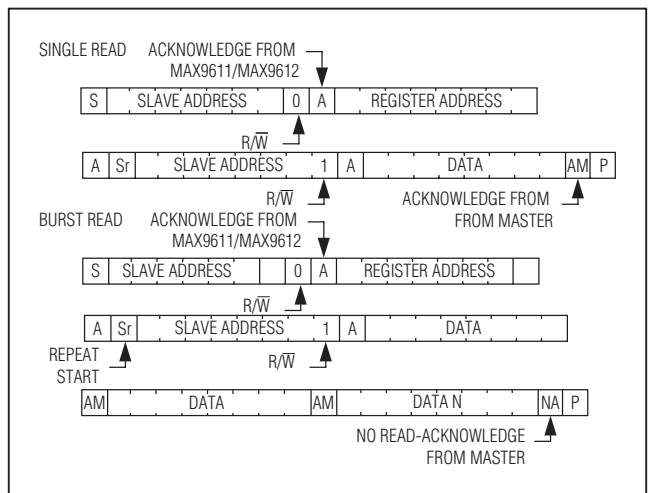 SINGLE READ ACKNOWLEDGE FROM
MAX9611/MAX9612
S SLAVE ADDRESS 0 A REGISTER ADDRESS
R/W̅
A Sr SLAVE ADDRESS 1 A DATA AM P
R/W̅ ACKNOWLEDGE FROM
FROM MASTER
BURST READ ACKNOWLEDGE FROM
MAX9611/MAX9612
S SLAVE ADDRESS 0 A REGISTER ADDRESS
R/W̅
A Sr SLAVE ADDRESS 1 A DATA
REPEAT R/W̅
START
AM DATA AM DATA N NA P
NO READ-ACKNOWLEDGE
FROM MASTER